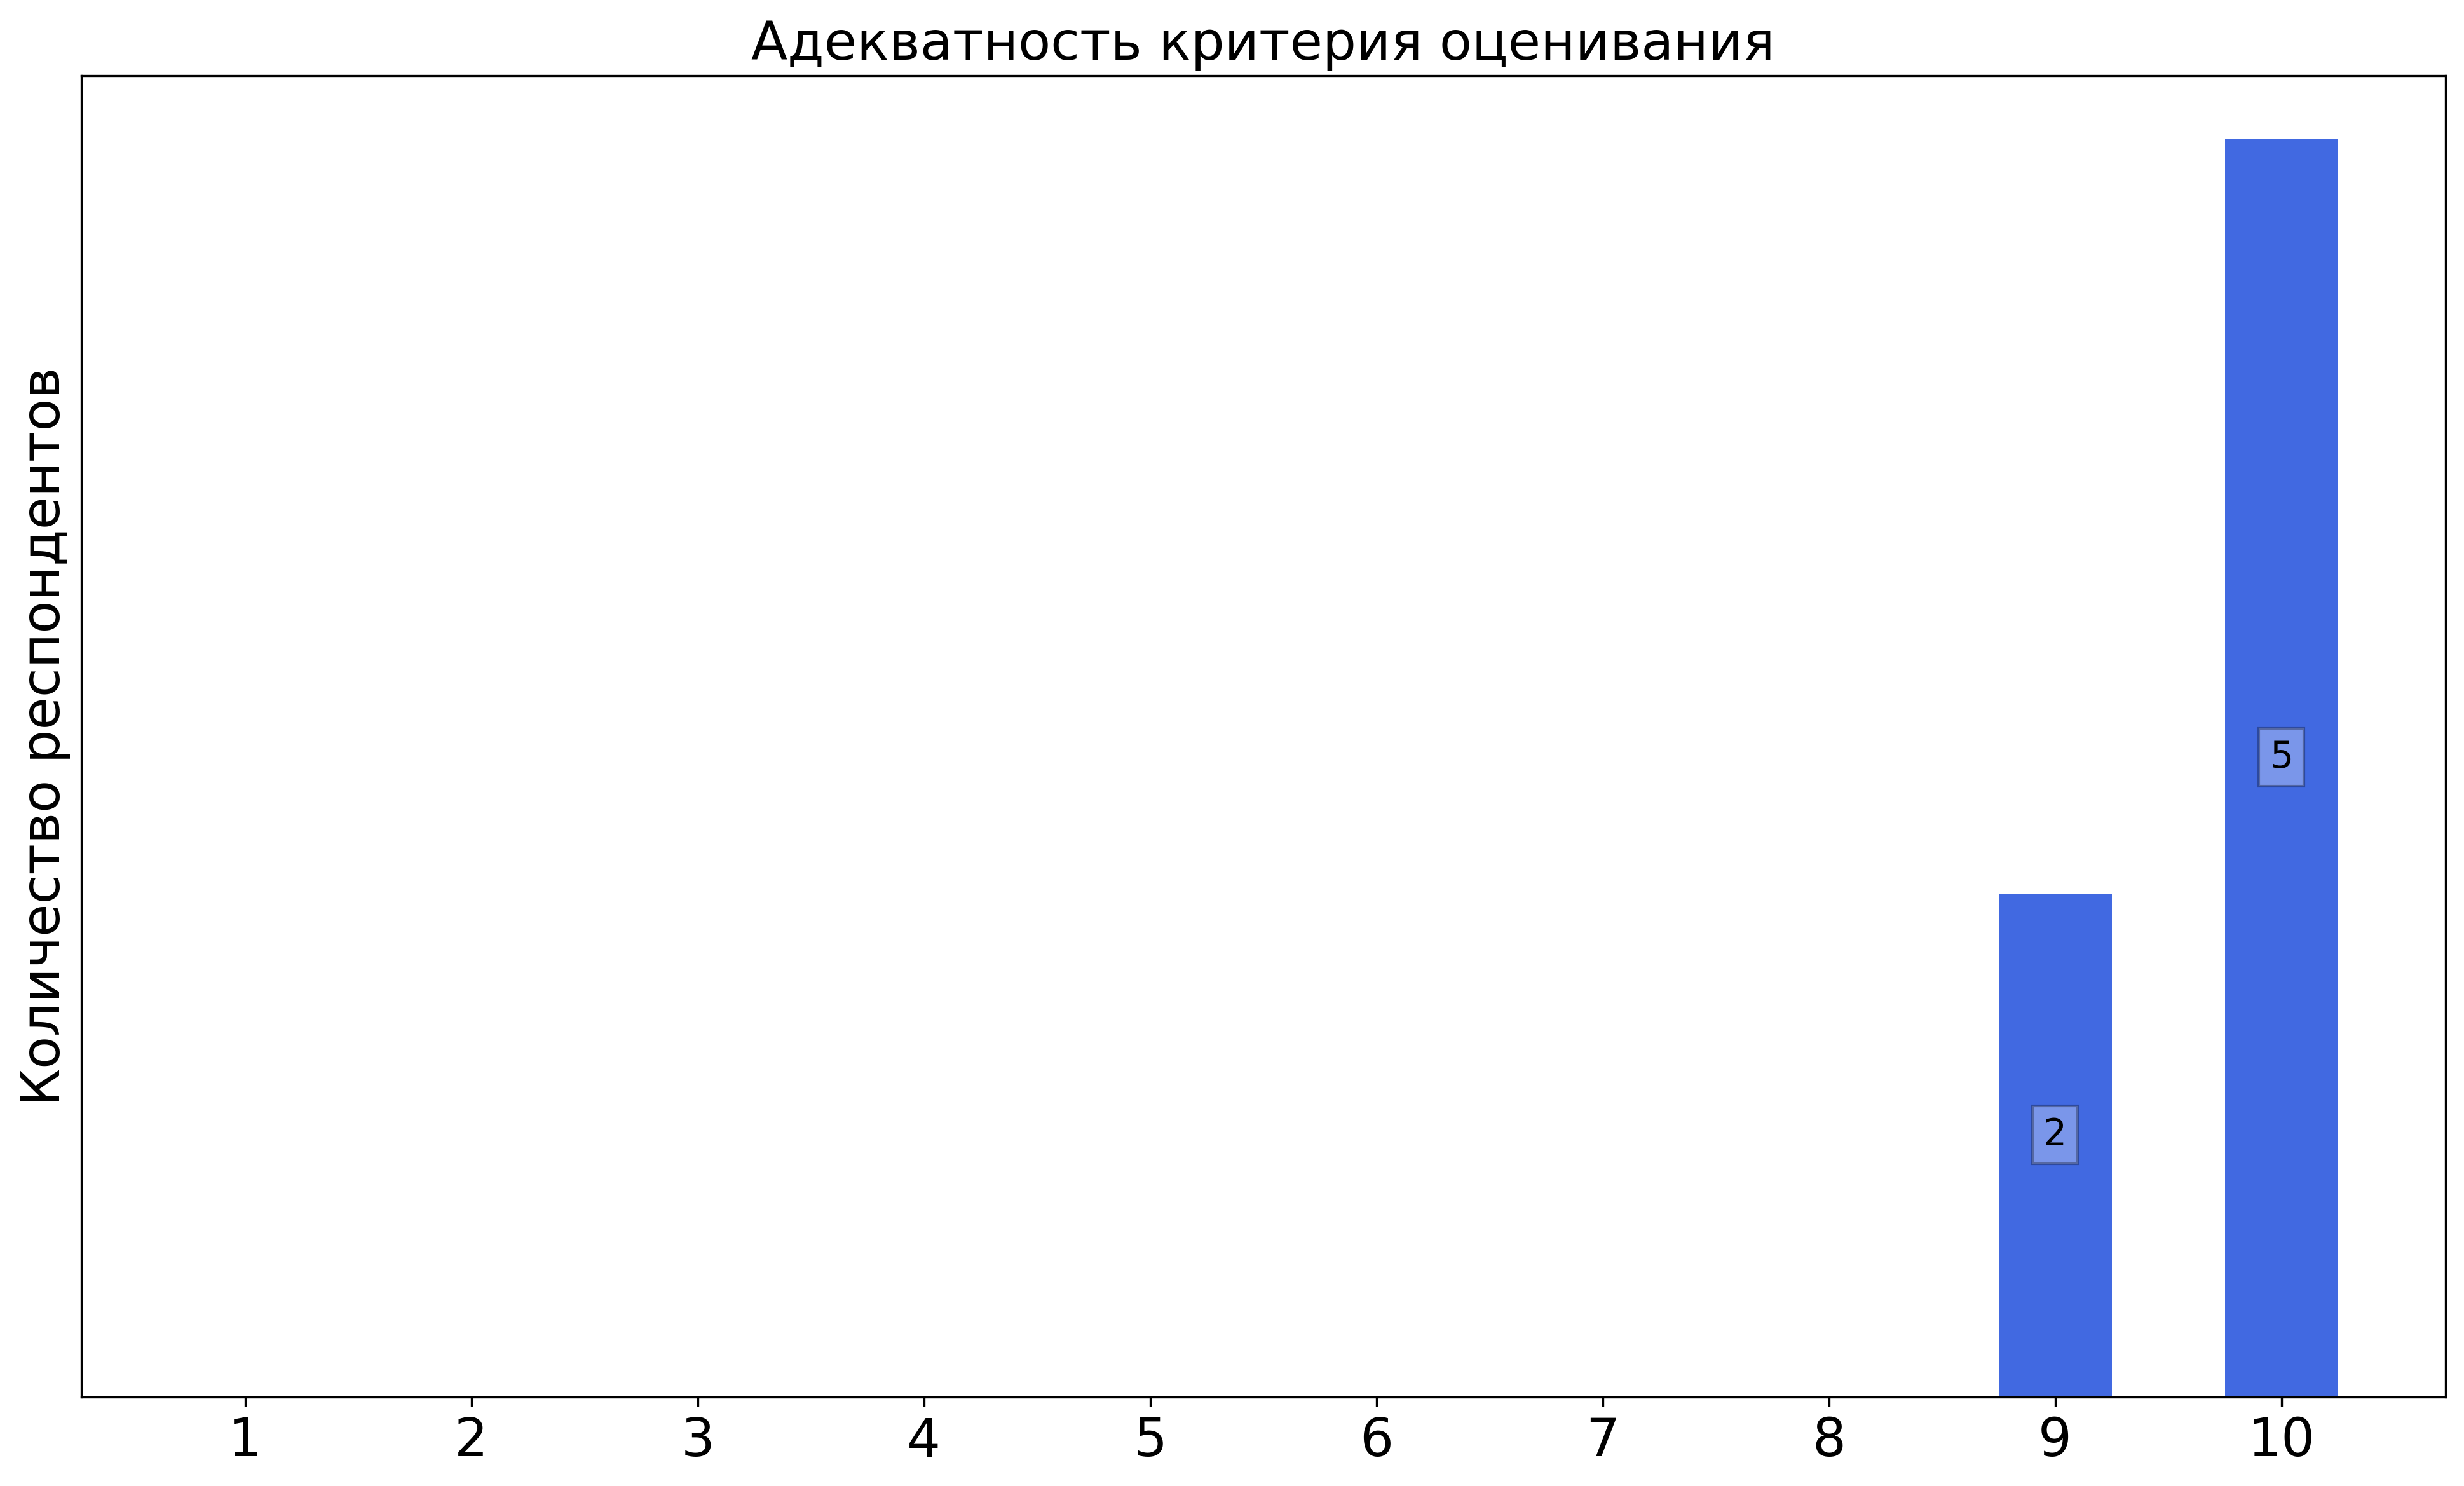 Адекватность критерия оценивания
Количество респондентов
5
2
1 2 3 4 5 6 7 8 9 10